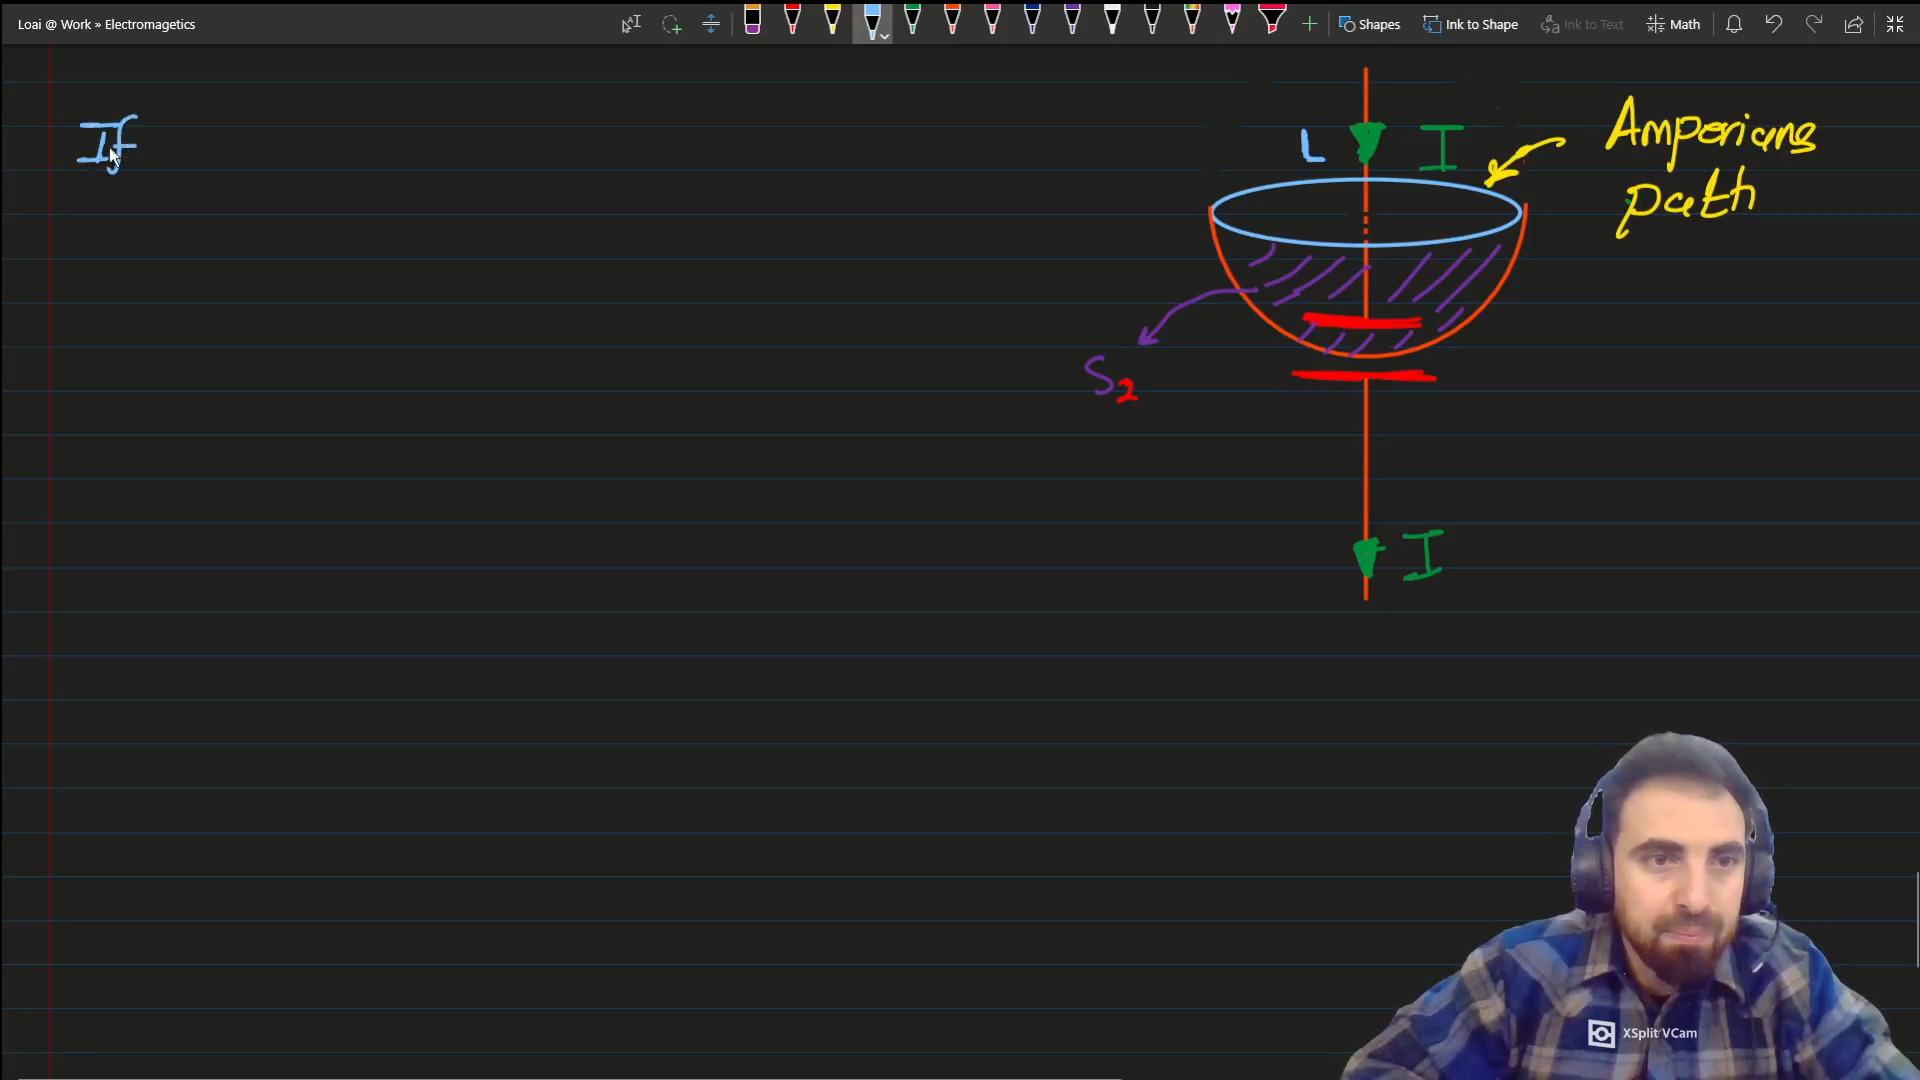 Loai @ Work » Electromagetics
Shapes
Ink to Shape
Ink to Text
Math
If
L
I
Amperians
path
S2
I
XSplit VCam